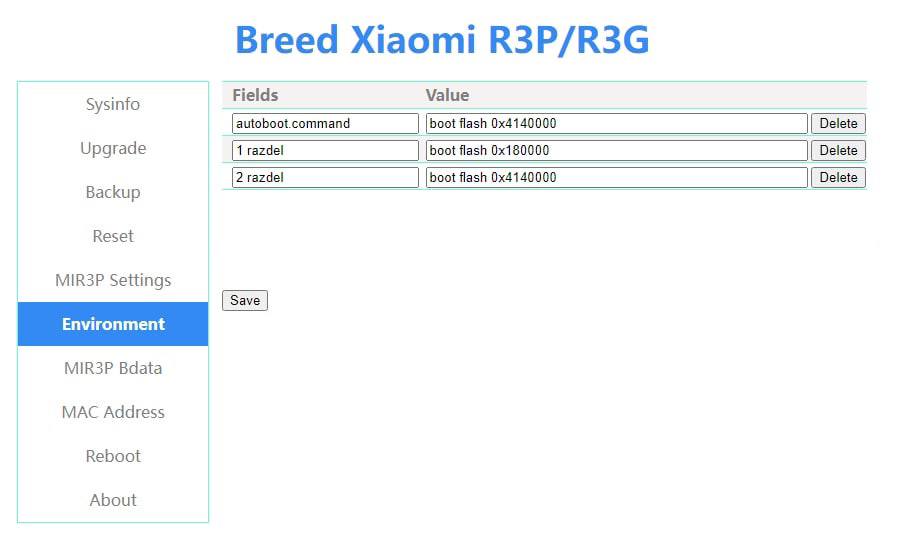 Breed Xiaomi R3P/R3G
Sysinfo
Upgrade
Backup
Reset
MIR3P Settings
Environment
MIR3P Bdata
MAC Address
Reboot
About
Fields Value
autoboot.command boot flash 0x4140000 Delete
1 razdel boot flash 0x180000 Delete
2 razdel boot flash 0x4140000 Delete
Save